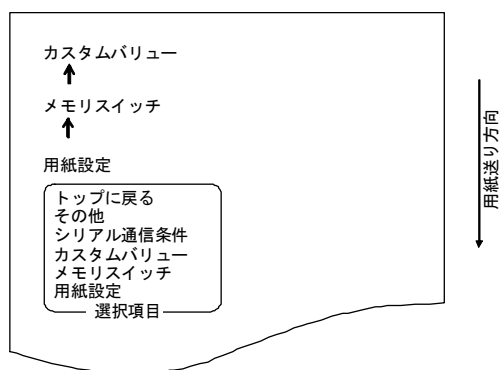 カスタムバリュー
メモリスイッチ
用紙設定
トップに戻る
その他
シリアル通信条件
カスタムバリュー
メモリスイッチ
用紙設定
選択項目
用紙送り方向